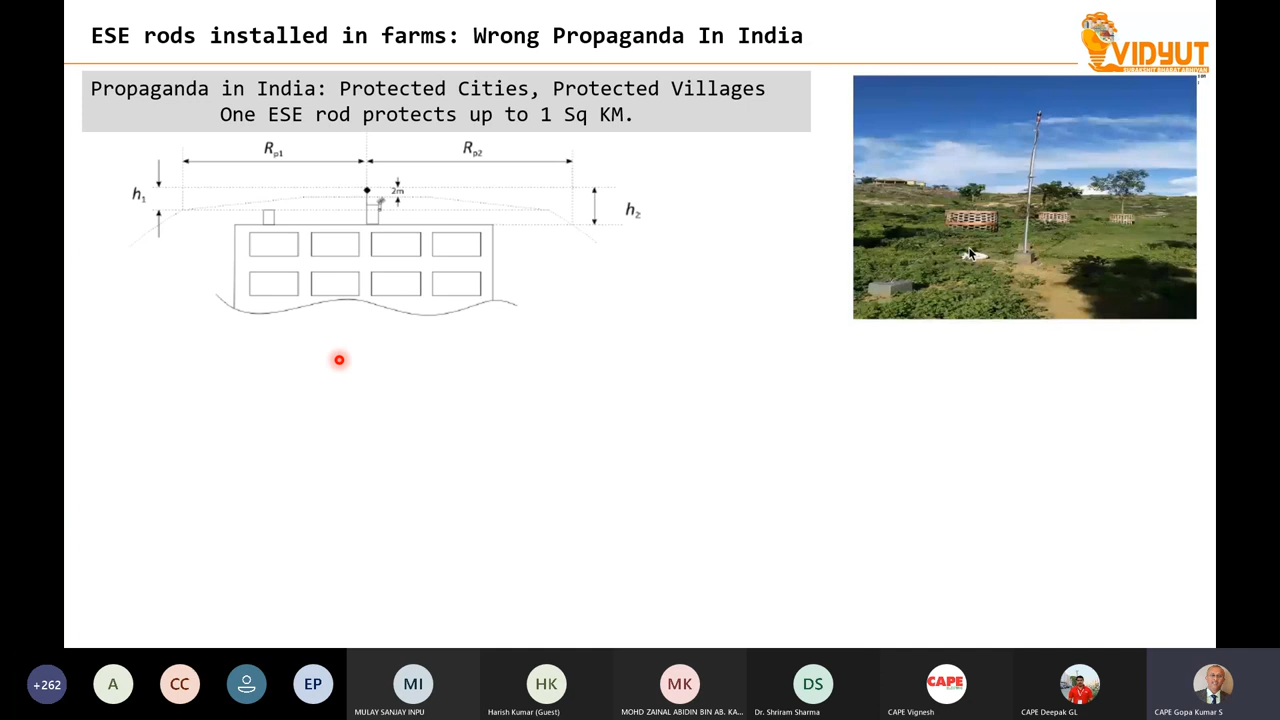 ESE rods installed in farms: Wrong Propaganda In India
VIDYUT
SURAKSHIT BHARAT ABHIYAN
Propaganda in India: Protected Cities, Protected Villages
One ESE rod protects up to 1 Sq KM.
Rp1
Rp2
h1
2m
h2
+262
A
CC
EP
MI
HK
MK
DS
CAPE
MULAY SANJAY INPU
Harish Kumar (Guest)
MOHD ZAINAL ABIDIN BIN AB. KA...
Dr. Shriram Sharma
CAPE Vignesh
CAPE Deepak GL
CAPE Gopa Kumar S